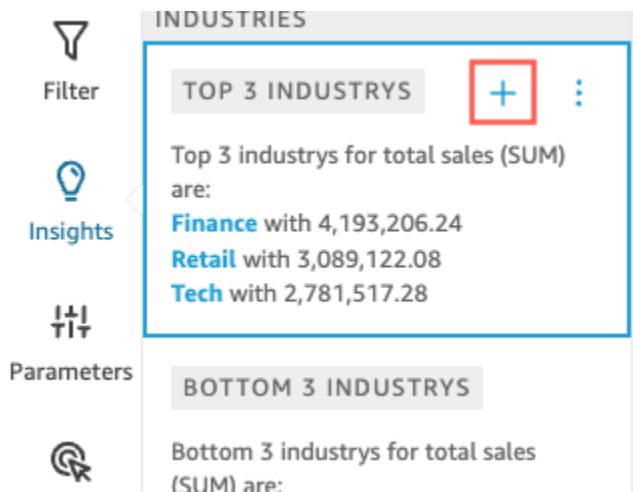 INDUSTRIES
Filter
TOP 3 INDUSTRYS
Top 3 industrys for total sales (SUM)
are:
Finance with 4,193,206.24
Retail with 3,089,122.08
Tech with 2,781,517.28
Insights
Parameters
BOTTOM 3 INDUSTRYS
Bottom 3 industrys for total sales
(SUM) are: